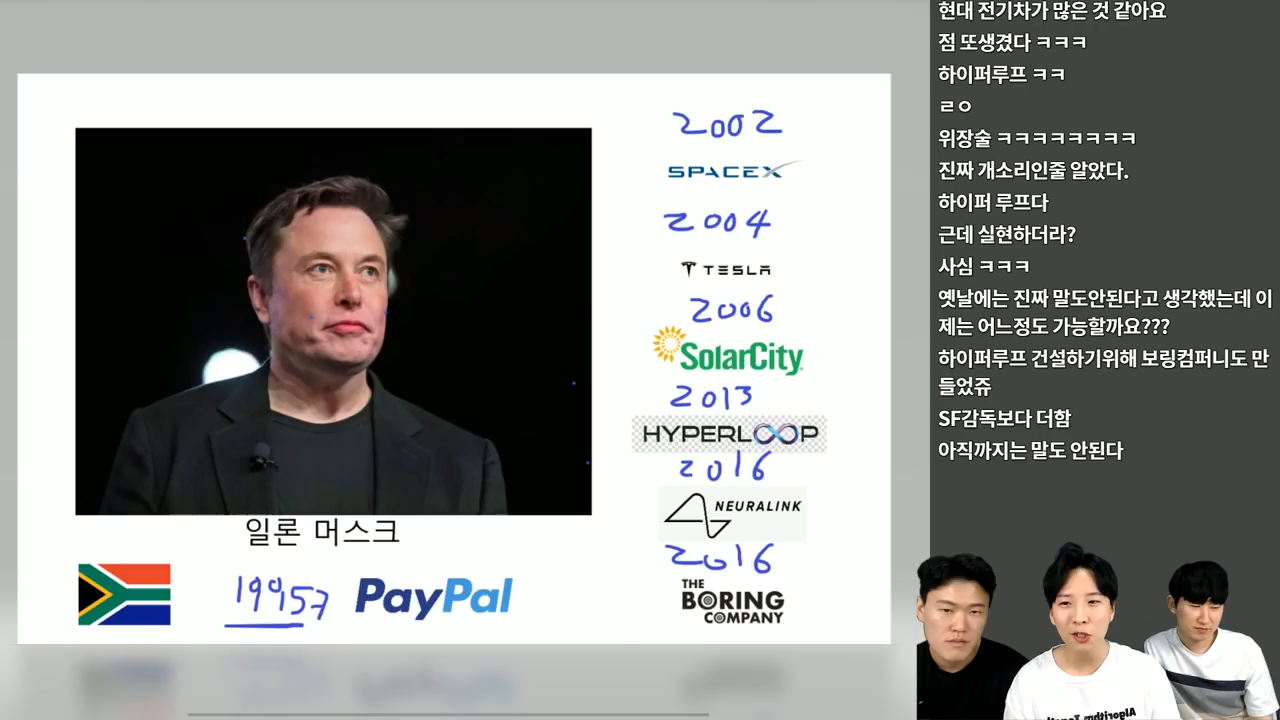 2002
SPACEX
2004
TESLA
2006
SolarCity
2013
HYPERLOOP
2016
NEURALINK
2016
THE
BORING
COMPANY
일론 머스크
PayPal
현대 전기차가 많은 것 같아요
점 또생겼다 ㅋㅋㅋ
하이퍼루프 ㅋㅋ
ㄹㅇ
위장술 ㅋㅋㅋㅋㅋㅋㅋㅋ
진짜 개소리인줄 알았다.
하이퍼 루프다
근데 실현하더라?
사심 ㅋㅋㅋ
옛날에는 진짜 말도안된다고 생각했는데 이
제는 어느정도 가능할까요???
하이퍼루프 건설하기위해 보링컴퍼니도 만
들었쥬
SF감독보다 더함
아직까지는 말도 안된다